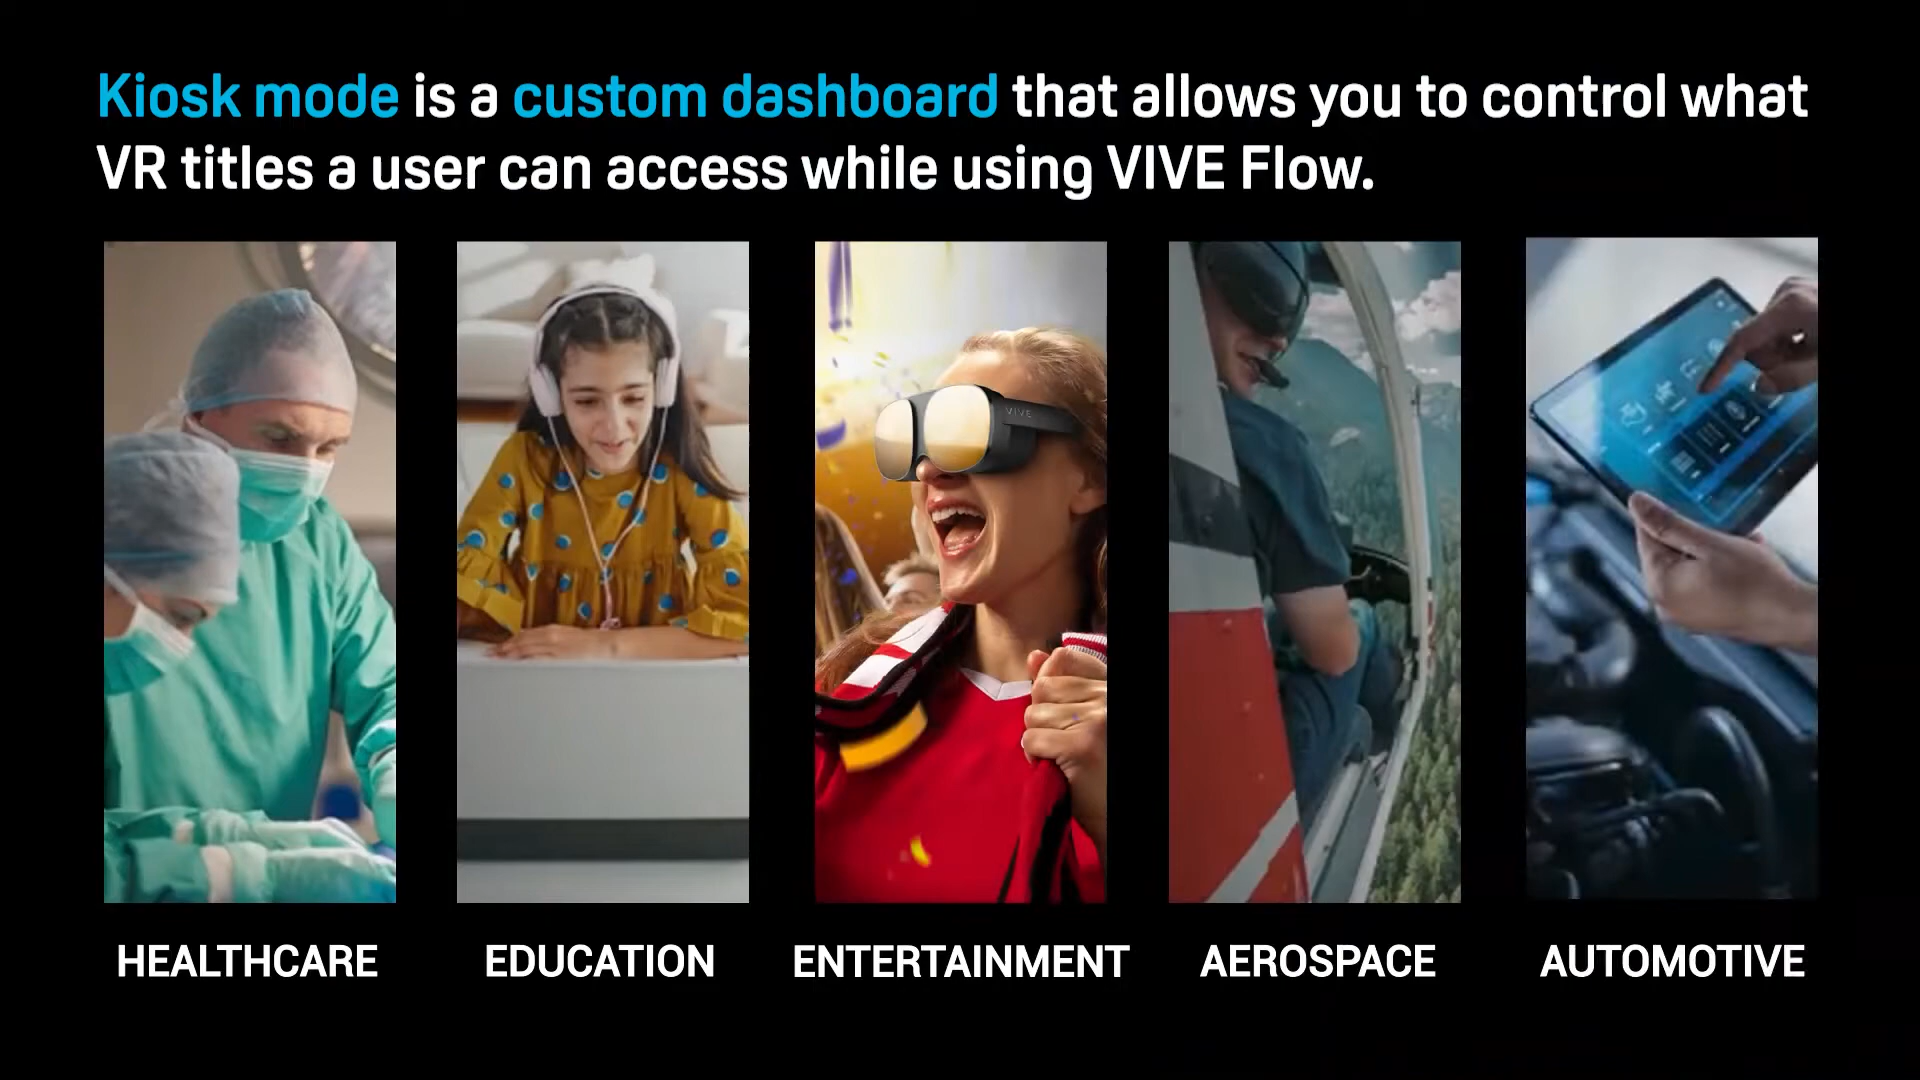 Kiosk mode is a custom dashboard that allows you to control what
VR titles a user can access while using VIVE Flow.
VIVE
HEALTHCARE
EDUCATION
ENTERTAINMENT
AEROSPACE
AUTOMOTIVE